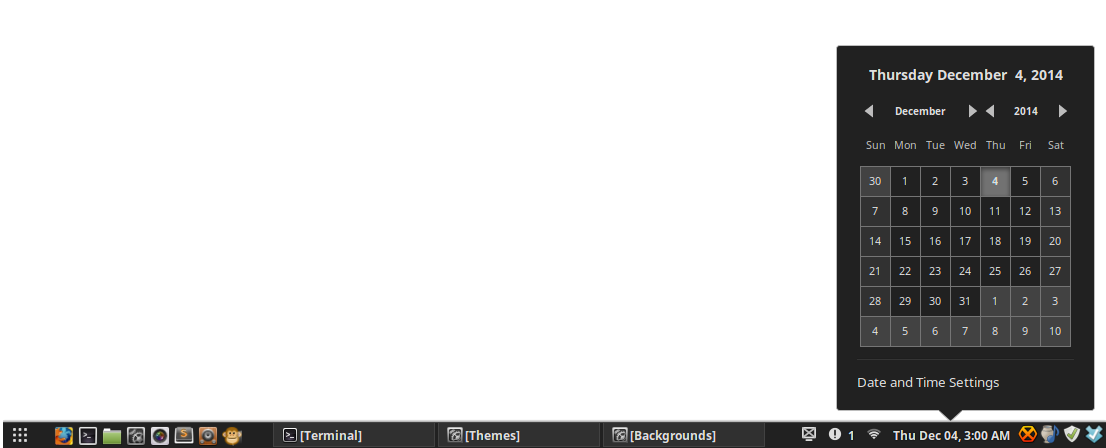 Thursday December 4, 2014
December 2014
Sun Mon Tue Wed Thu Fri Sat
30 1 2 3 4 5 6
7 8 9 10 11 12 13
14 15 16 17 18 19 20
21 22 23 24 25 26 27
28 29 30 31 1 2 3
4 5 6 7 8 9 10
Date and Time Settings
[Terminal] [Themes] [Backgrounds] 1 Thu Dec 04, 3:00 AM